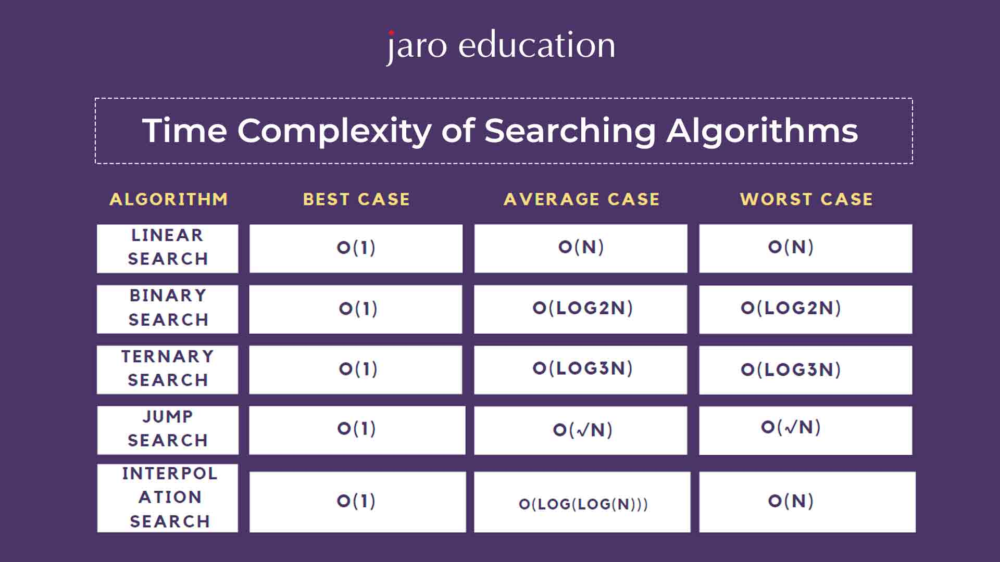 jaro education
Time Complexity of Searching Algorithms
ALGORITHM BEST CASE AVERAGE CASE WORST CASE
LINEAR
SEARCH
O(1) O(N) O(N)
BINARY
SEARCH
O(1) O(LOG2N) O(LOG2N)
TERNARY
SEARCH
O(1) O(LOG3N) O(LOG3N)
JUMP
SEARCH
O(1) O(√N) O(√N)
INTERPOL
ATION
SEARCH
O(1) O(LOG(LOG(N))) O(N)